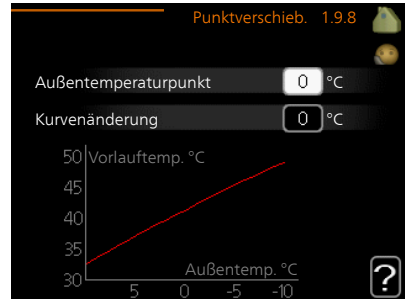 Punktverschieb. 1.9.8
Außentemperaturpunkt 0 °C
Kurvenänderung 0 °C
50 Vorlauftemp. °C
45
40
35
30
Außentemp. °C
5 0 -5 -10
?